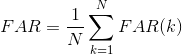 FAR = \frac{1}{N} \sum_{k=1}^{N} FAR(k)